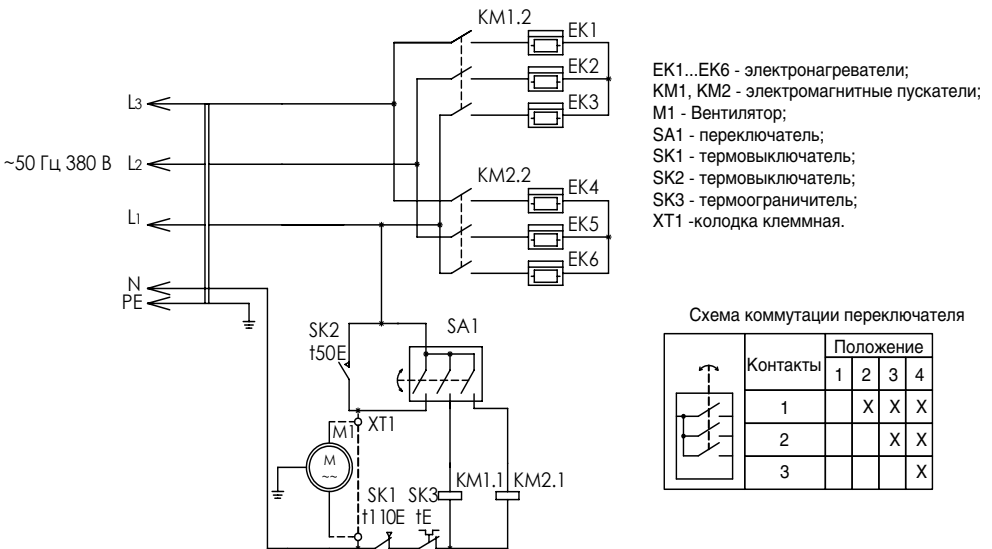 KM1.2
EK1
EK2
EK3
L3
~50 Гц 380 В L2
KM2.2
EK4
EK5
EK6
L1
N
PE
SK2
t50E
SA1
M1
XT1
M
~~
SK1
t110E
SK3
tE
KM1.1
KM2.1
EK1...EK6 - электронагреватели;
KM1, KM2 - электромагнитные пускатели;
M1 - Вентилятор;
SA1 - переключатель;
SK1 - термовыключатель;
SK2 - термовыключатель;
SK3 - термоограничитель;
XT1 -колодка клеммная.
Схема коммутации переключателя
Контакты Положение
1 2 3 4
1 X X X
2 X X
3 X